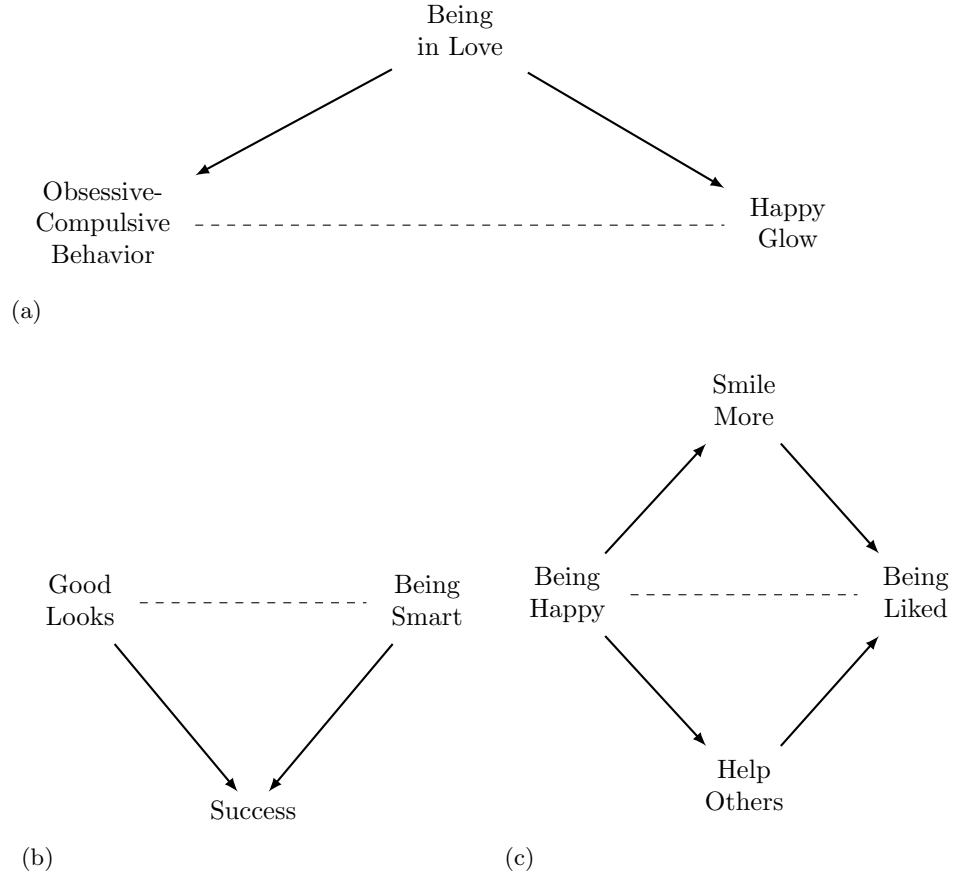 Being
in Love
Obsessive-
Compulsive
Behavior
Happy
Glow
(a)
Smile
More
Good
Looks
Being
Smart
Being
Happy
Being
Liked
Help
Others
Success
(b)
(c)